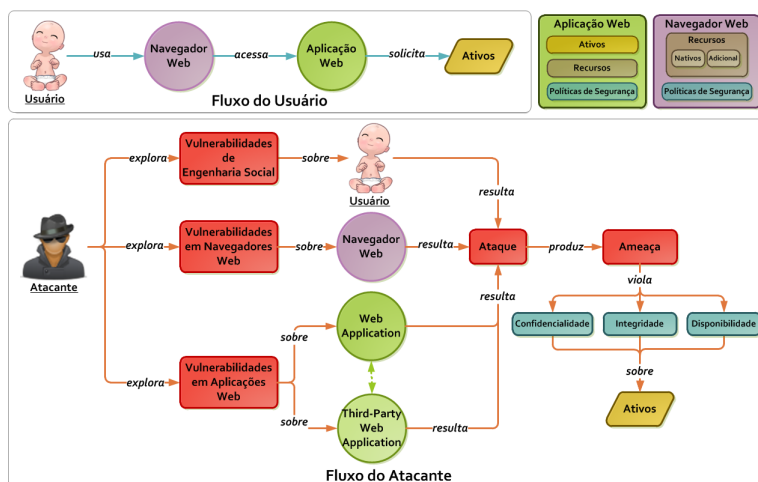 usa
Navegador
Web
acessa
Aplicação
Web
solicita
Ativos
Usuário
Fluxo do Usuário
Aplicação Web
Ativos
Recursos
Políticas de Segurança
Navegador Web
Recursos
Nativos
Adicional
Políticas de Segurança
explora
Vulnerabilidades
de
Engenharia Social
sobre
Usuário
resulta
Atacante
explora
Vulnerabilidades
em Navegadores
Web
sobre
Navegador
Web
resulta
Ataque
produz
Ameaça
viola
Confidencialidade
Integridade
Disponibilidade
sobre
Ativos
explora
Vulnerabilidades
em Aplicações
Web
sobre
Web
Application
resulta
sobre
Third-Party
Web
Application
resulta
Fluxo do Atacante